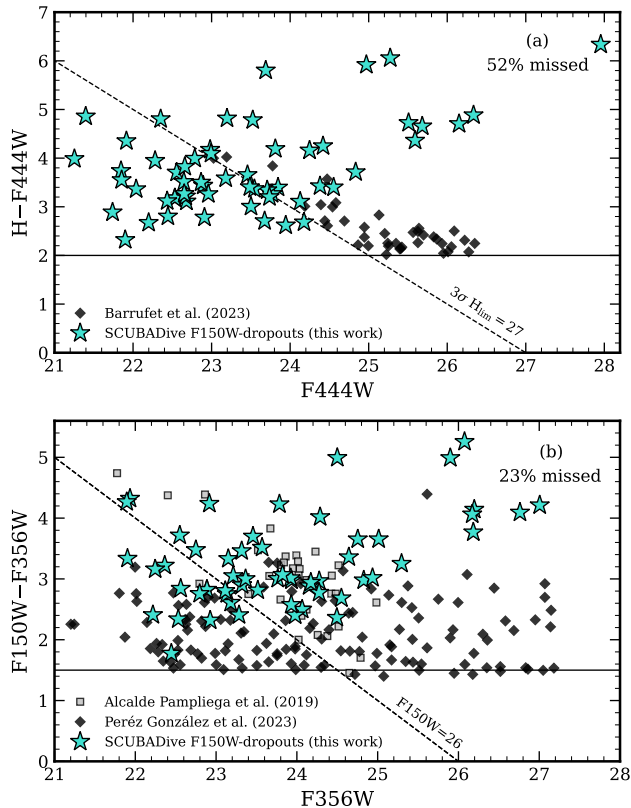 7
6
5
4
3
2
1
0
H−F444W
(a)
52% missed
3σ Hlim = 27
Barrufet et al. (2023)
SCUBADive F150W-dropouts (this work)
21 22 23 24 25 26 27 28
F444W
5
4
3
2
1
0
F150W−F356W
(b)
23% missed
F150W=26
Alcalde Pampliega et al. (2019)
Peréz González et al. (2023)
SCUBADive F150W-dropouts (this work)
21 22 23 24 25 26 27 28
F356W